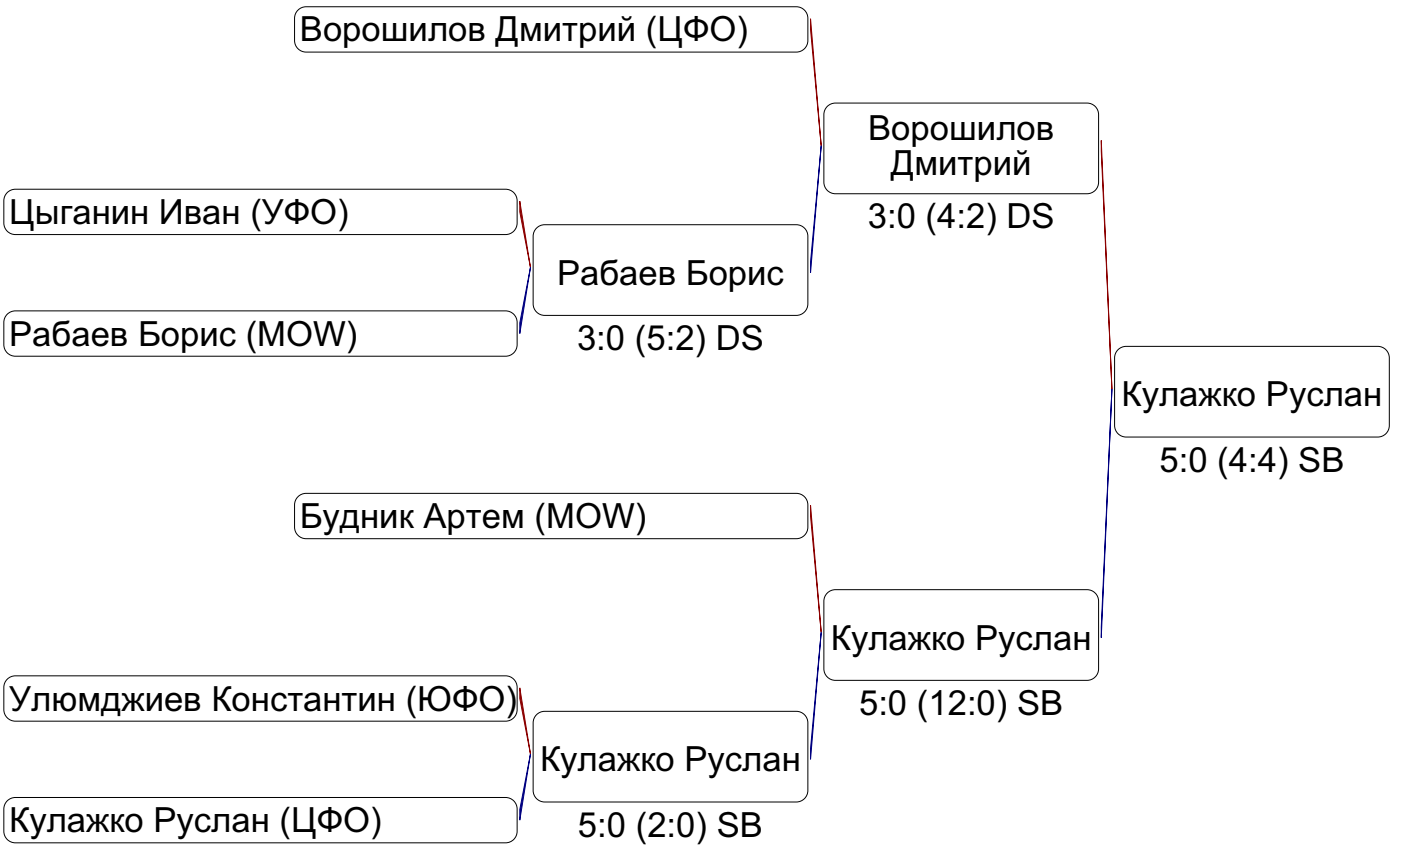 Ворошилов Дмитрий (ЦФО)
Ворошилов
Дмитрий
3:0 (4:2) DS
Цыганин Иван (УФО)
Рабаев Борис
Рабаев Борис (MOW)
3:0 (5:2) DS
Кулажко Руслан
5:0 (4:4) SB
Будник Артем (MOW)
Кулажко Руслан
5:0 (12:0) SB
Улюмджиев Константин (ЮФО)
Кулажко Руслан
Кулажко Руслан (ЦФО)
5:0 (2:0) SB